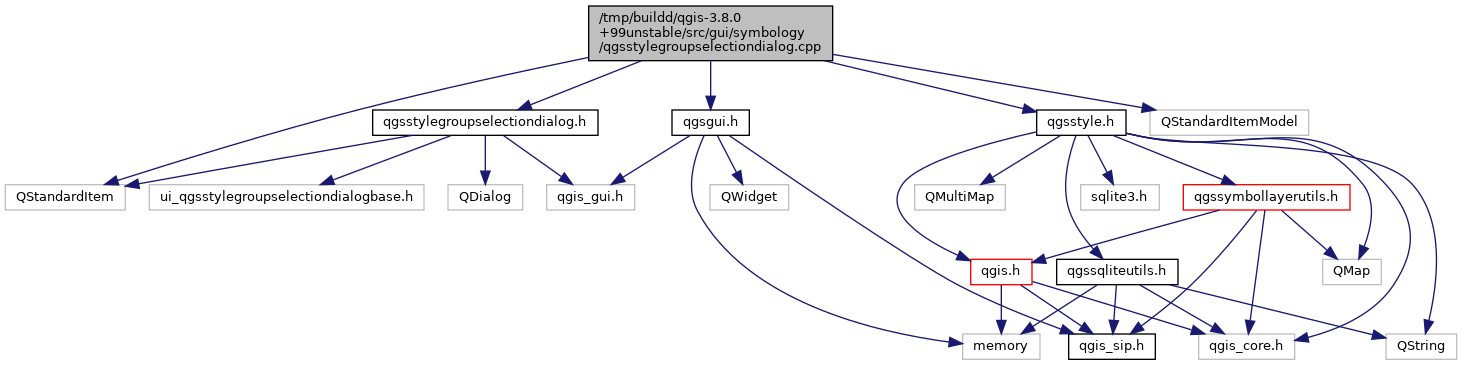 /tmp/buildd/qgis-3.8.0
+99unstable/src/gui/symbology
/qgsstylegroupselectiondialog.cpp
qgsstylegroupselectiondialog.h
qgsgui.h
qgsstyle.h
QStandardItemModel
QStandardItem
ui_qgsstylegroupselectiondialogbase.h
QDialog
qgis_gui.h
QWidget
QMultiMap
sqlite3.h
qgssymbollayerutils.h
qgis.h
qgssqliteutils.h
QMap
memory
qgis_sip.h
qgis_core.h
QString